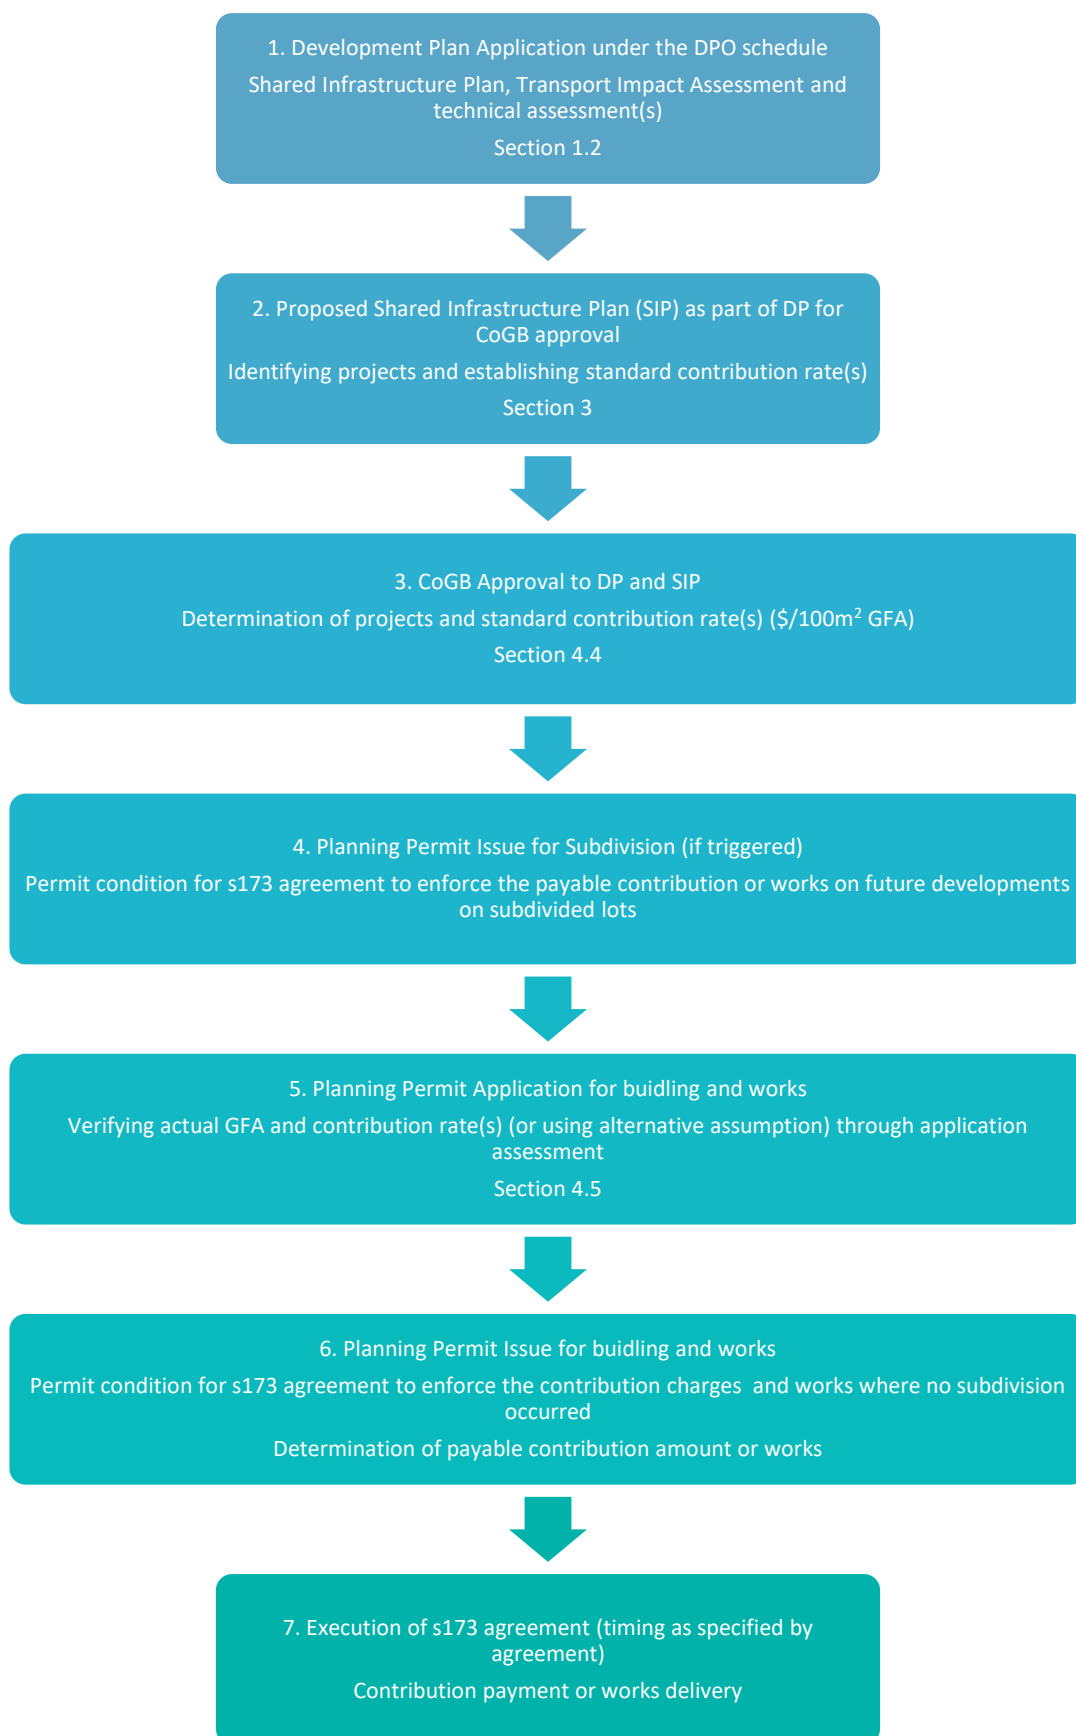 1. Development Plan Application under the DPO schedule
Shared Infrastructure Plan, Transport Impact Assessment and
technical assessment(s)
Section 1.2
2. Proposed Shared Infrastructure Plan (SIP) as part of DP for
CoGB approval
Identifying projects and establishing standard contribution rate(s)
Section 3
3. CoGB Approval to DP and SIP
Determination of projects and standard contribution rate(s) ($/100m² GFA)
Section 4.4
4. Planning Permit Issue for Subdivision (if triggered)
Permit condition for s173 agreement to enforce the payable contribution or works on future developments
on subdivided lots
5. Planning Permit Application for buidling and works
Verifying actual GFA and contribution rate(s) (or using alternative assumption) through application
assessment
Section 4.5
6. Planning Permit Issue for buidling and works
Permit condition for s173 agreement to enforce the contribution charges  and works where no subdivision
occurred
Determination of payable contribution amount or works
7. Execution of s173 agreement (timing as specified by
agreement)
Contribution payment or works delivery